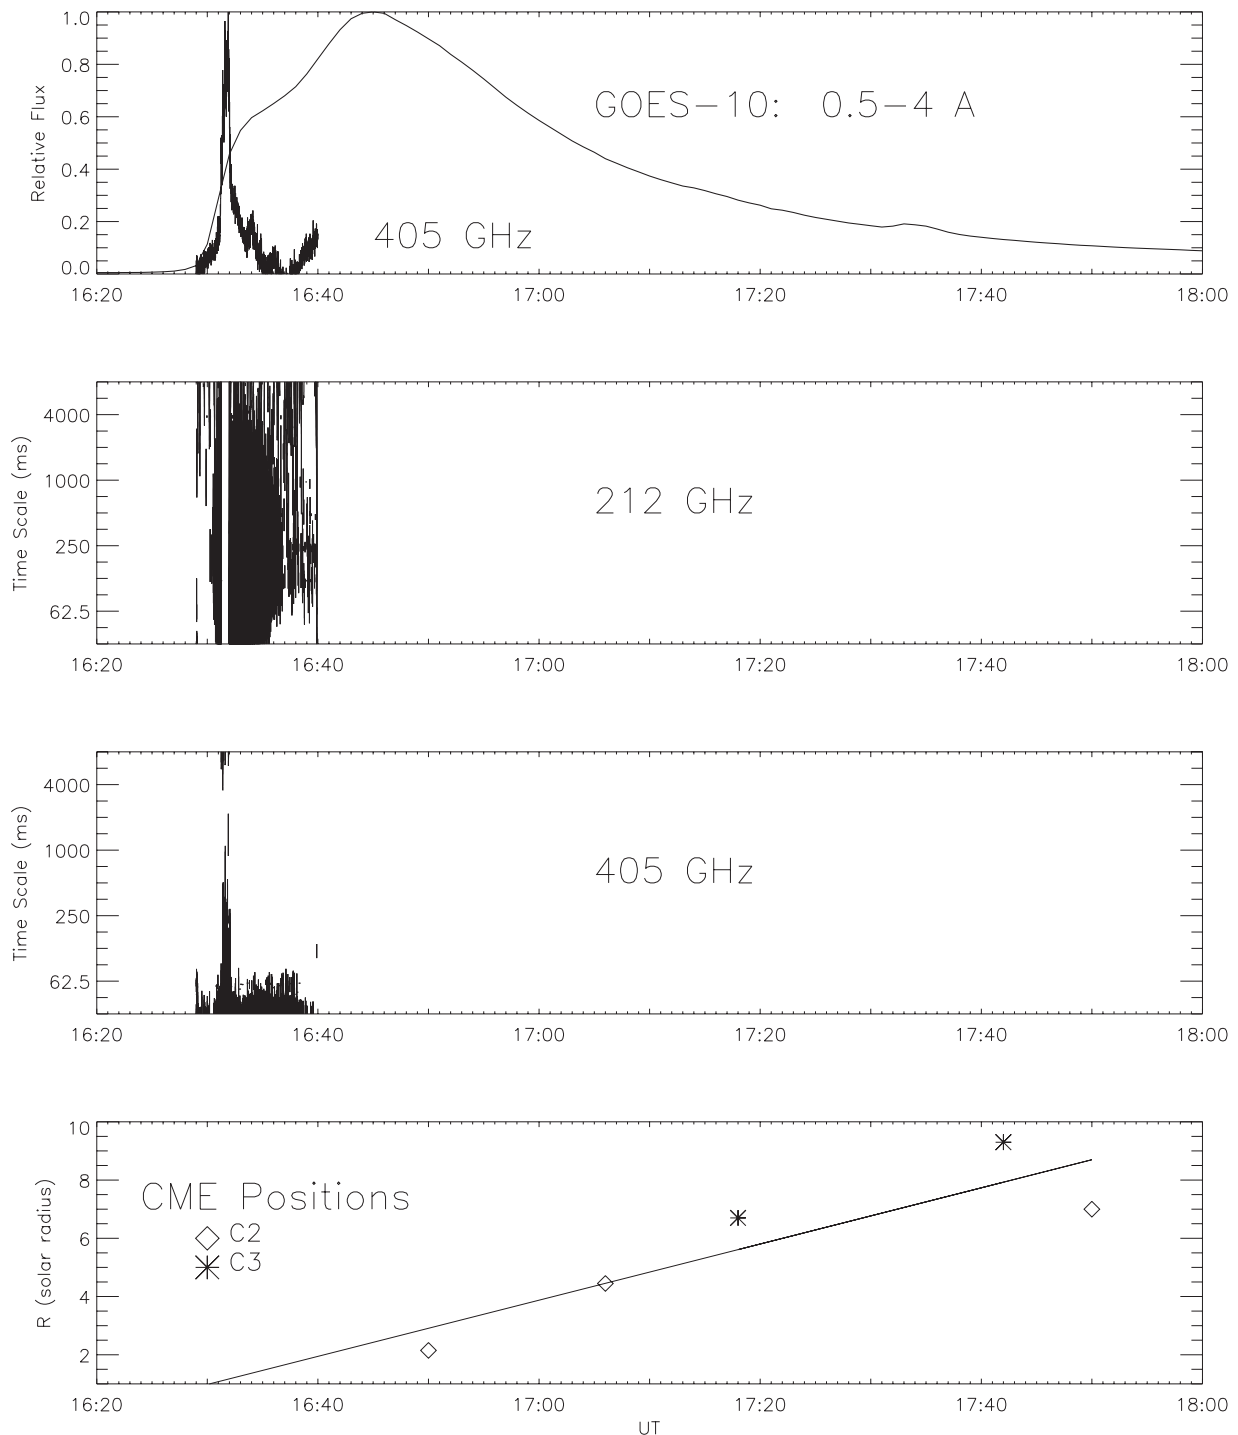 1.0
0.8
0.6
0.4
0.2
0.0
Relative Flux
GOES-10: 0.5-4 A
405 GHz
16:20 16:40 17:00 17:20 17:40 18:00
4000
1000
250
62.5
Time Scale (ms)
212 GHz
16:20 16:40 17:00 17:20 17:40 18:00
4000
1000
250
62.5
Time Scale (ms)
405 GHz
16:20 16:40 17:00 17:20 17:40 18:00
10
8
6
4
2
R (solar radius)
CME Positions
C2
C3
16:20 16:40 17:00 17:20 17:40 18:00
UT